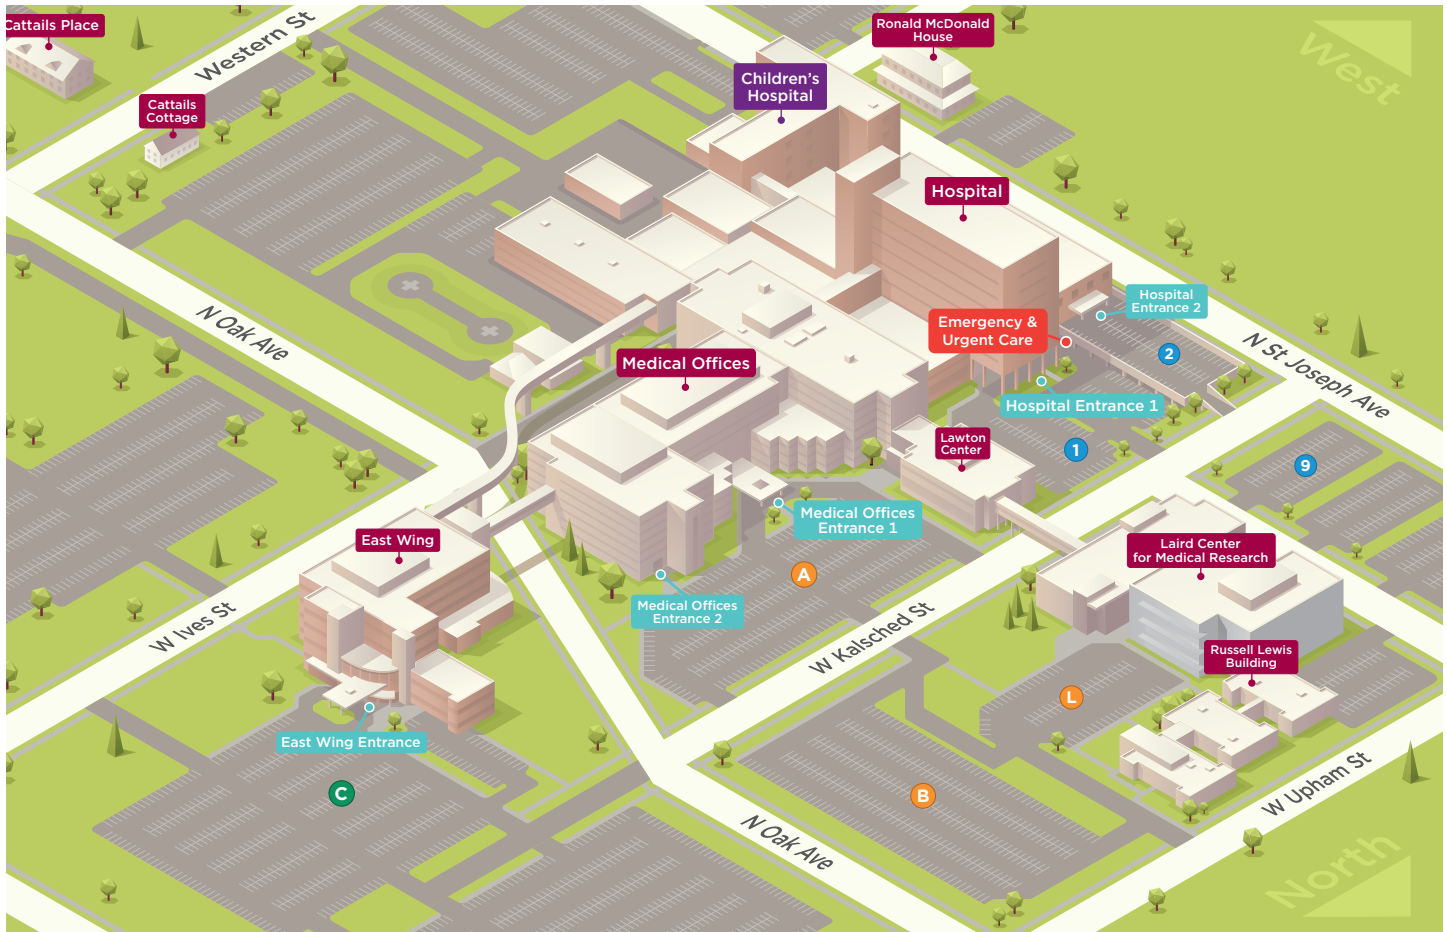 Cattails Place
Western St
Ronald McDonald
House
West
Children's
Hospital
Cattails
Cottage
Hospital
N Oak Ave
Hospital
Entrance 2
Emergency &
Urgent Care
2
N St Joseph Ave
Medical Offices
Hospital Entrance 1
Lawton
Center
1
9
Medical Offices
Entrance 1
East Wing
Laird Center
for Medical Research
A
Medical Offices
Entrance 2
W Ives St
W Kalsched St
Russell Lewis
Building
L
East Wing Entrance
C
B
W Upham St
N Oak Ave
North